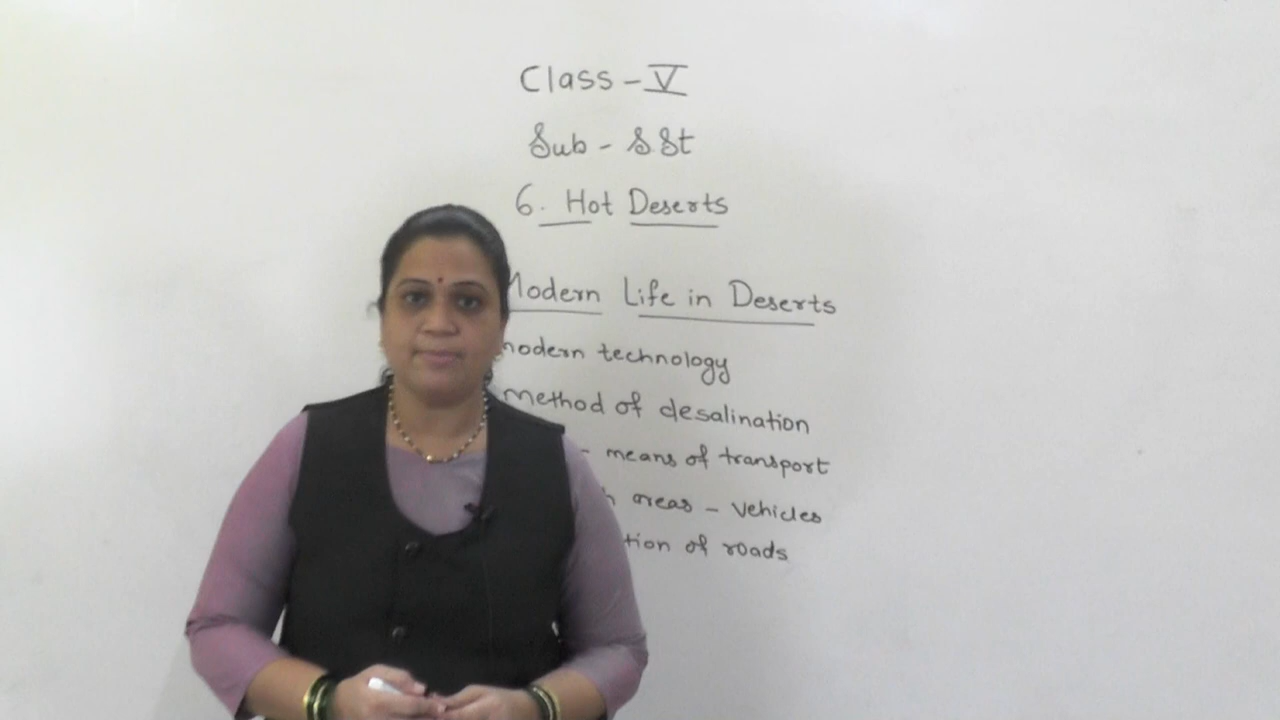 Class - V
Sub - SSt
6. Hot Deserts
Modern Life in Deserts
modern technology
method of desalination
- means of transport
areas - vehicles
of roads